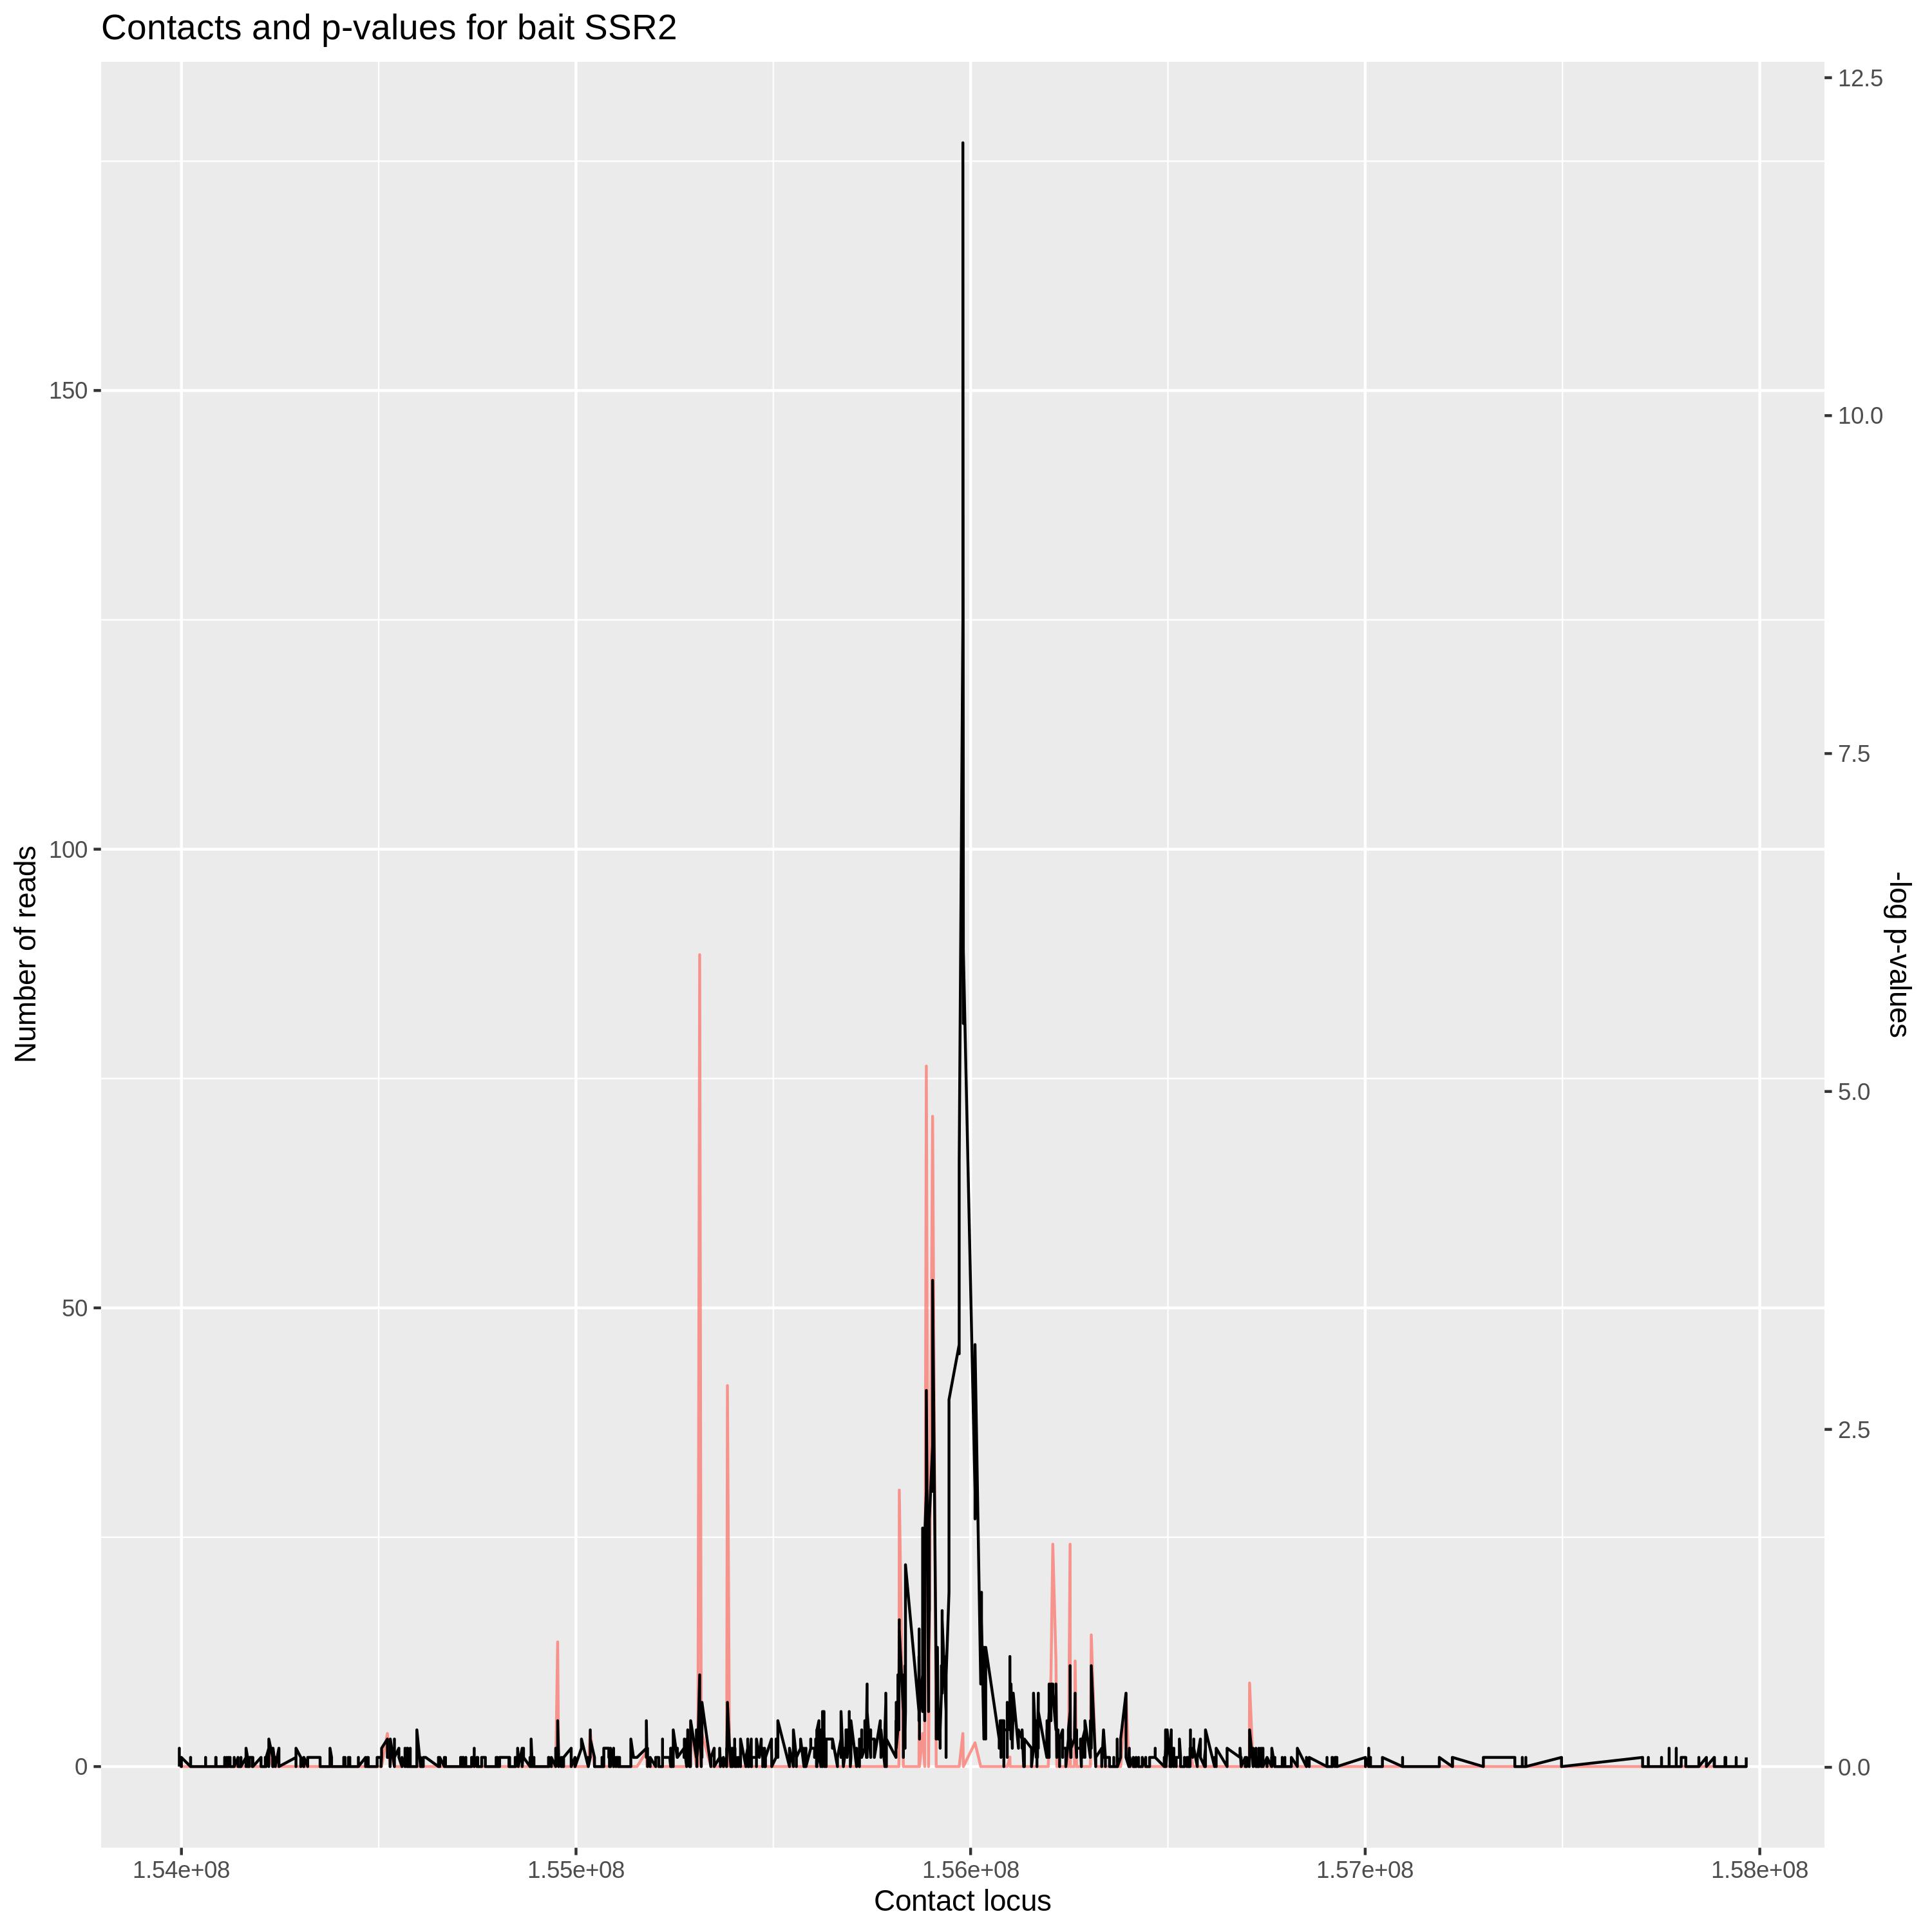 Contacts and p-values for bait SSR2
12.5
10.0
7.5
5.0
2.5
0.0
-log p-values
150
100
50
0
Number of reads
1.54e+08
1.55e+08
1.56e+08
1.57e+08
1.58e+08
Contact locus